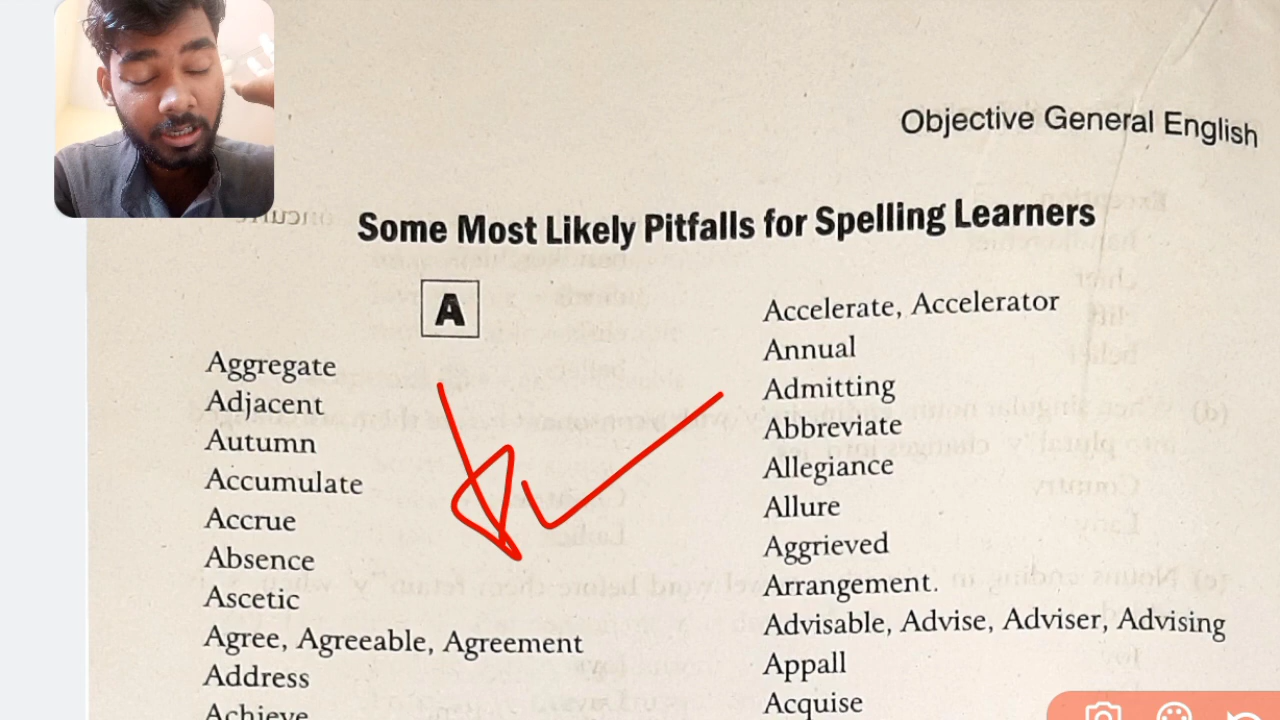 Objective General English
Some Most Likely Pitfalls for Spelling Learners
A
Aggregate
Adjacent
Autumn
Accumulate
Accrue
Absence
Ascetic
Agree, Agreeable, Agreement
Address
Achieve
Accelerate, Accelerator
Annual
Admitting
Abbreviate
Allegiance
Allure
Aggrieved
Arrangement.
Advisable, Advise, Adviser, Advising
Appall
Acquise